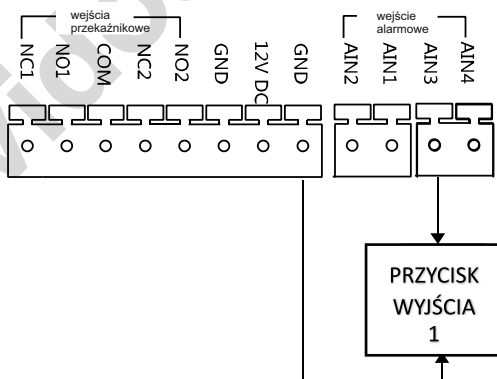 wejścia
przekaźnikowe
wejście
alarmowe
NC1 NO1 COM NC2 NO2 GND 12V DC GND AIN2 AIN1 AIN3 AIN4
PRZYCISK
WYJŚCIA
1